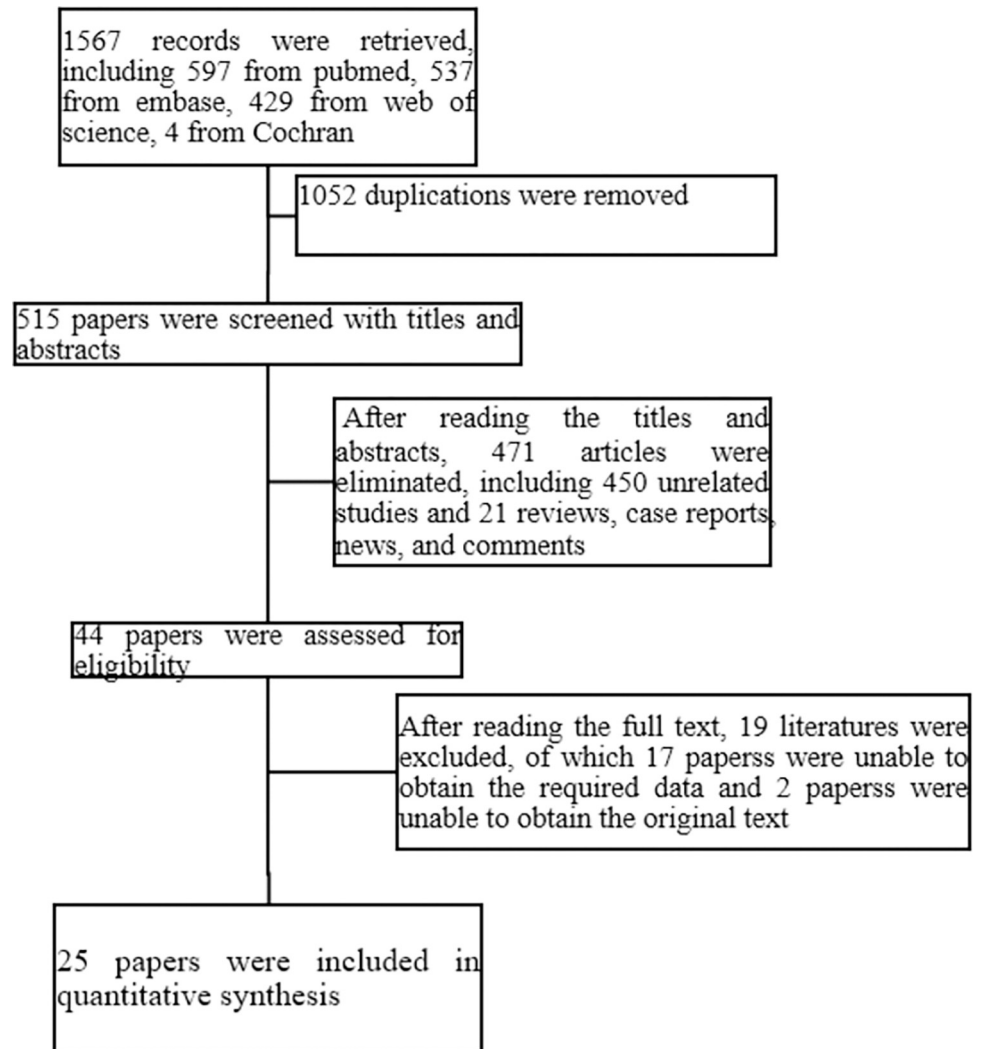 1567 records were retrieved,
including 597 from pubmed, 537
from embase, 429 from web of
science, 4 from Cochran
1052 duplications were removed
515 papers were screened with titles and
abstracts
After reading the titles and
abstracts, 471 articles were
eliminated, including 450 unrelated
studies and 21 reviews, case reports,
news, and comments
44 papers were assessed for
eligibility
After reading the full text, 19 literatures were
excluded, of which 17 paperss were unable to
obtain the required data and 2 paperss were
unable to obtain the original text
25 papers were included in
quantitative synthesis